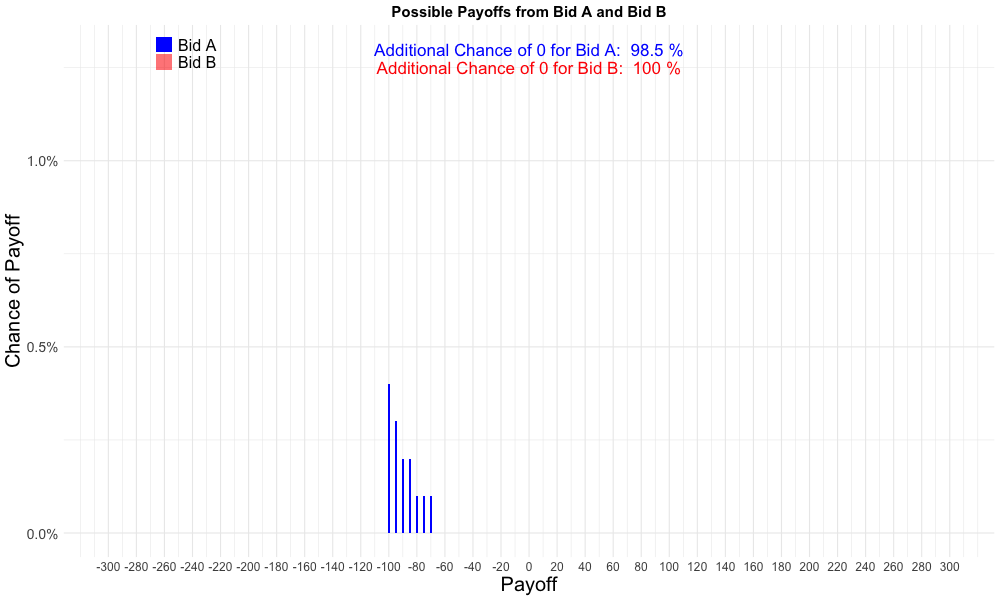 Possible Payoffs from Bid A and Bid B
Bid A
Bid B
Additional Chance of 0 for Bid A: 98.5 %
Additional Chance of 0 for Bid B: 100 %
Chance of Payoff
1.0%
0.5%
0.0%
-300 -280 -260 -240 -220 -200 -180 -160 -140 -120 -100 -80 -60 -40 -20 0 20 40 60 80 100 120 140 160 180 200 220 240 260 280 300
Payoff